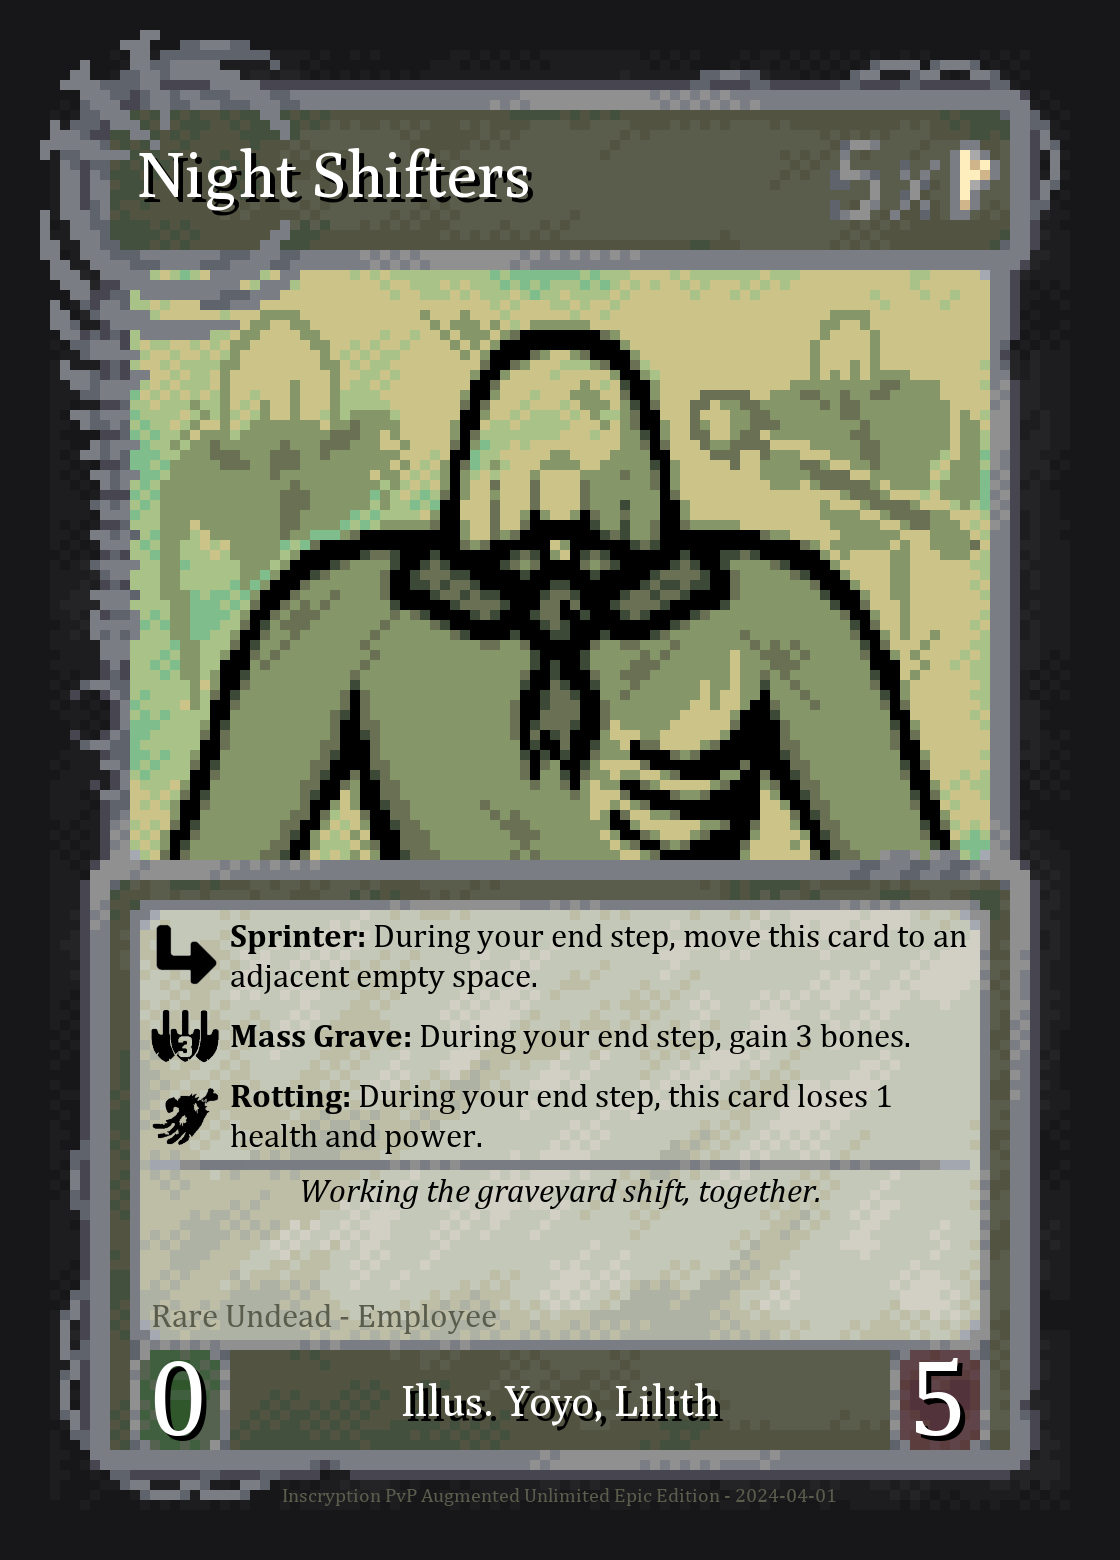 Night Shifters 5x
Sprinter: During your end step, move this card to an
adjacent empty space.
3
Mass Grave: During your end step, gain 3 bones.
Rotting: During your end step, this card loses 1
health and power.
Working the graveyard shift, together.
Rare Undead - Employee
0 Illus. Yoyo, Lilith 5
Inscryption PvP Augmented Unlimited Epic Edition - 2024-04-01